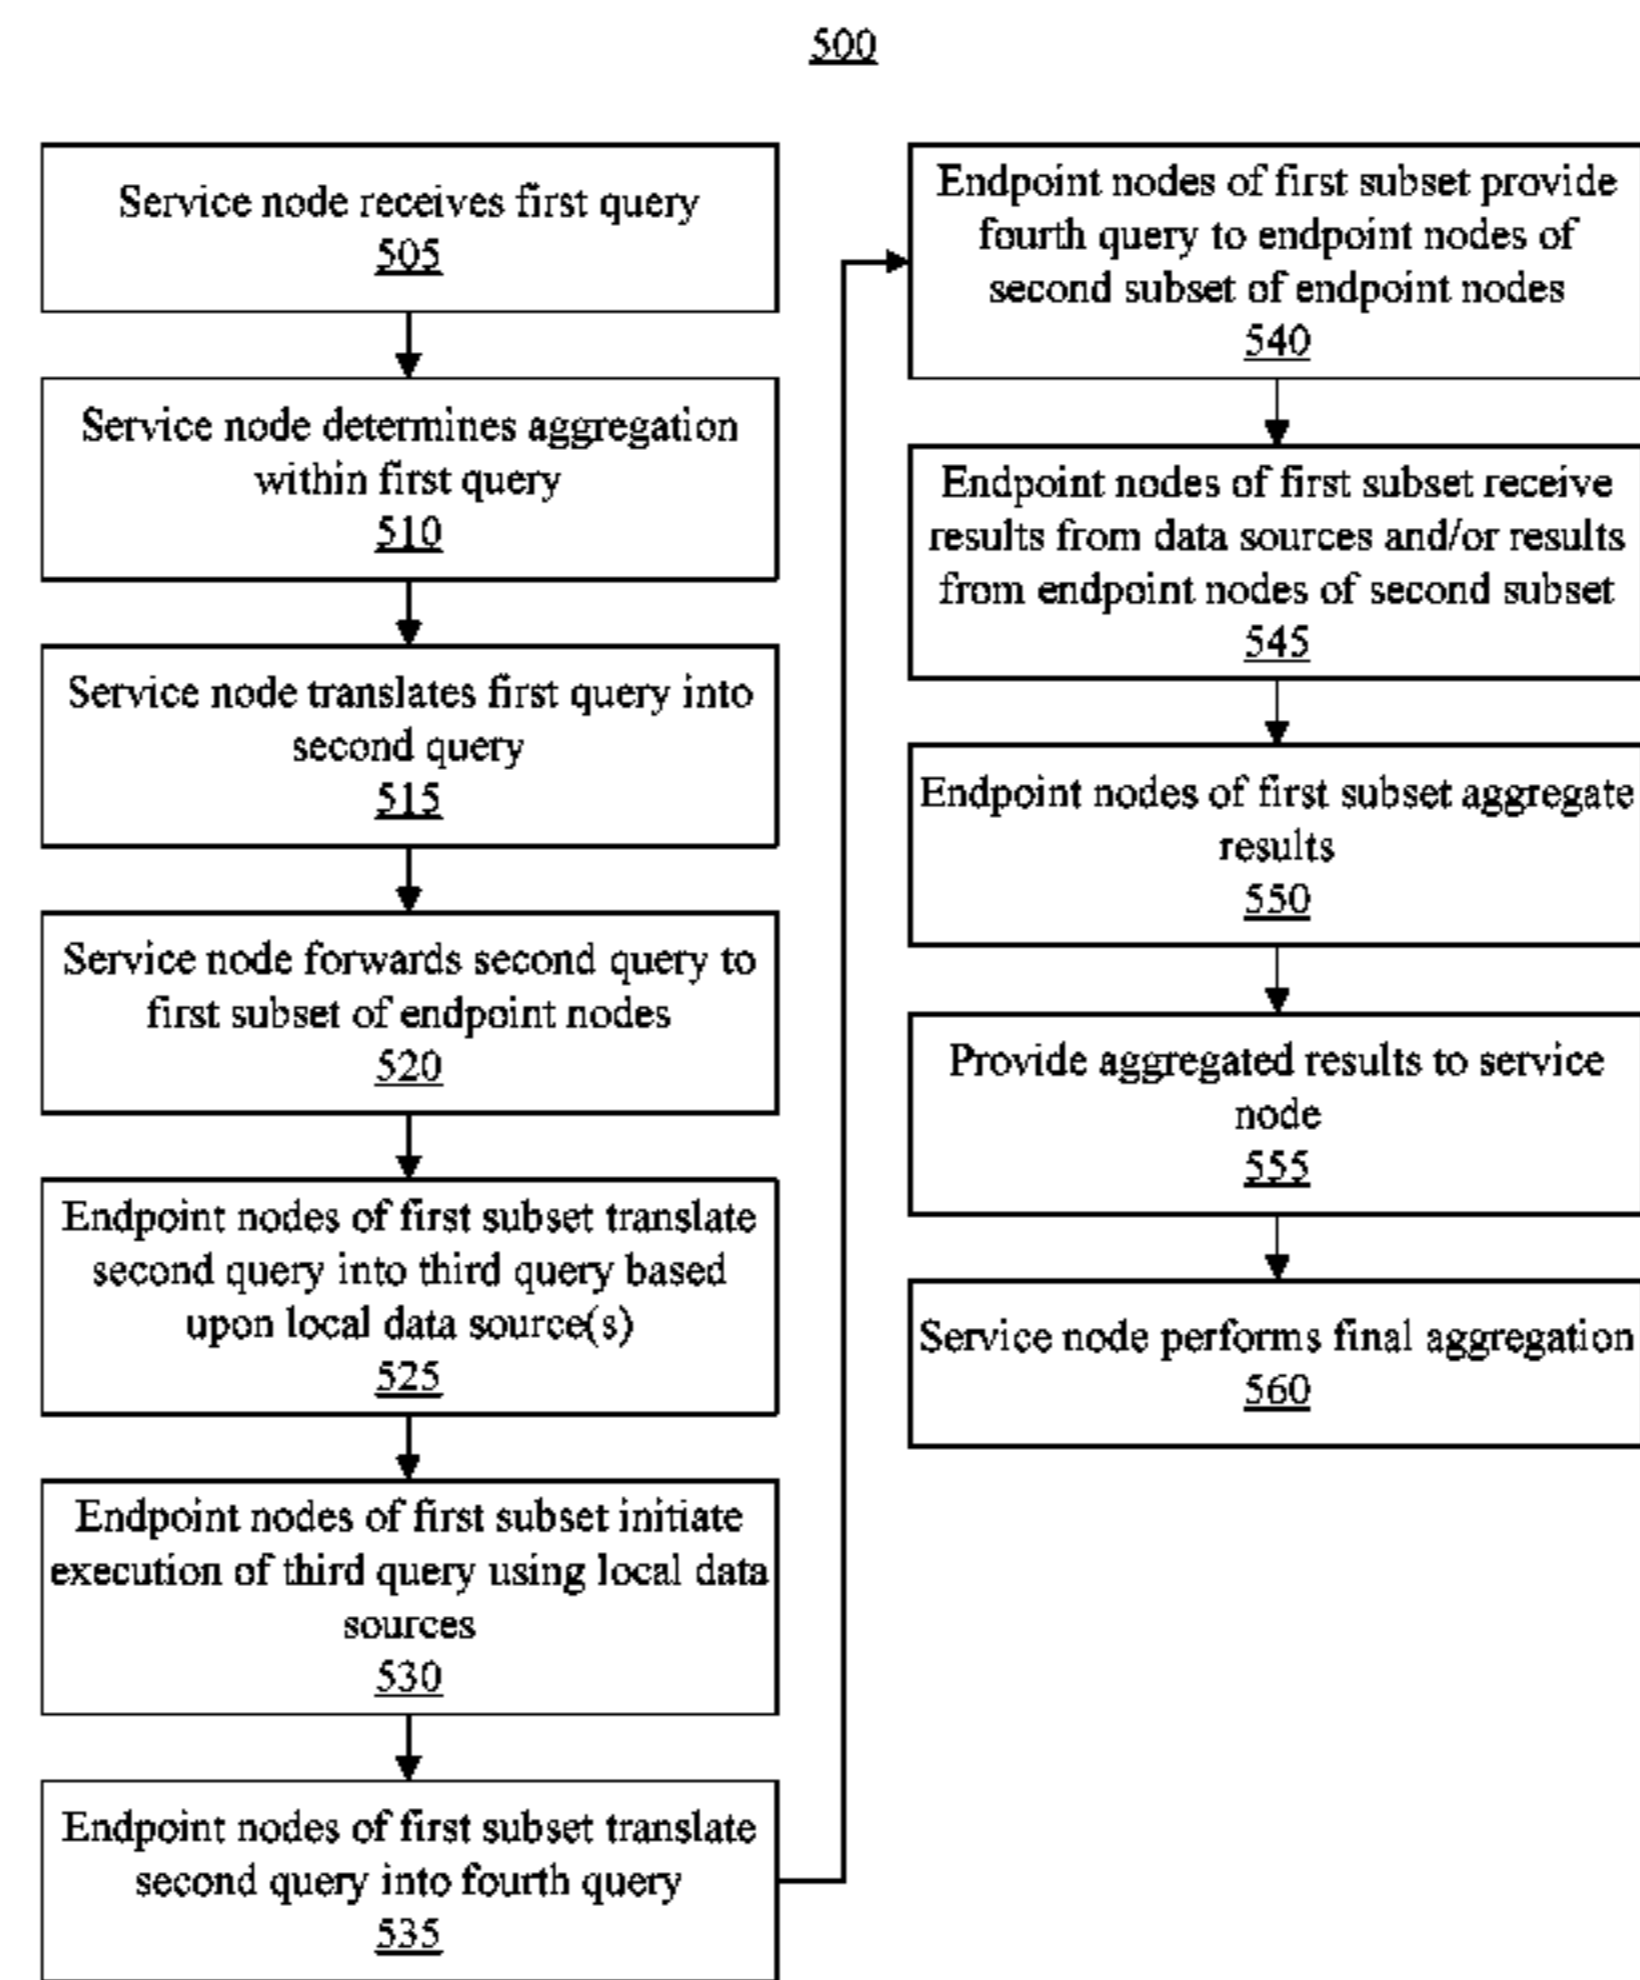 500
Service node receives first query
505
Service node determines aggregation
within first query
510
Service node translates first query into
second query
515
Service node forwards second query to
first subset of endpoint nodes
520
Endpoint nodes of first subset translate
second query into third query based
upon local data source(s)
525
Endpoint nodes of first subset initiate
execution of third query using local data
sources
530
Endpoint nodes of first subset translate
second query into fourth query
535
Endpoint nodes of first subset provide
fourth query to endpoint nodes of
second subset of endpoint nodes
540
Endpoint nodes of first subset receive
results from data sources and/or results
from endpoint nodes of second subset
545
Endpoint nodes of first subset aggregate
results
550
Provide aggregated results to service
node
555
Service node performs final aggregation
560